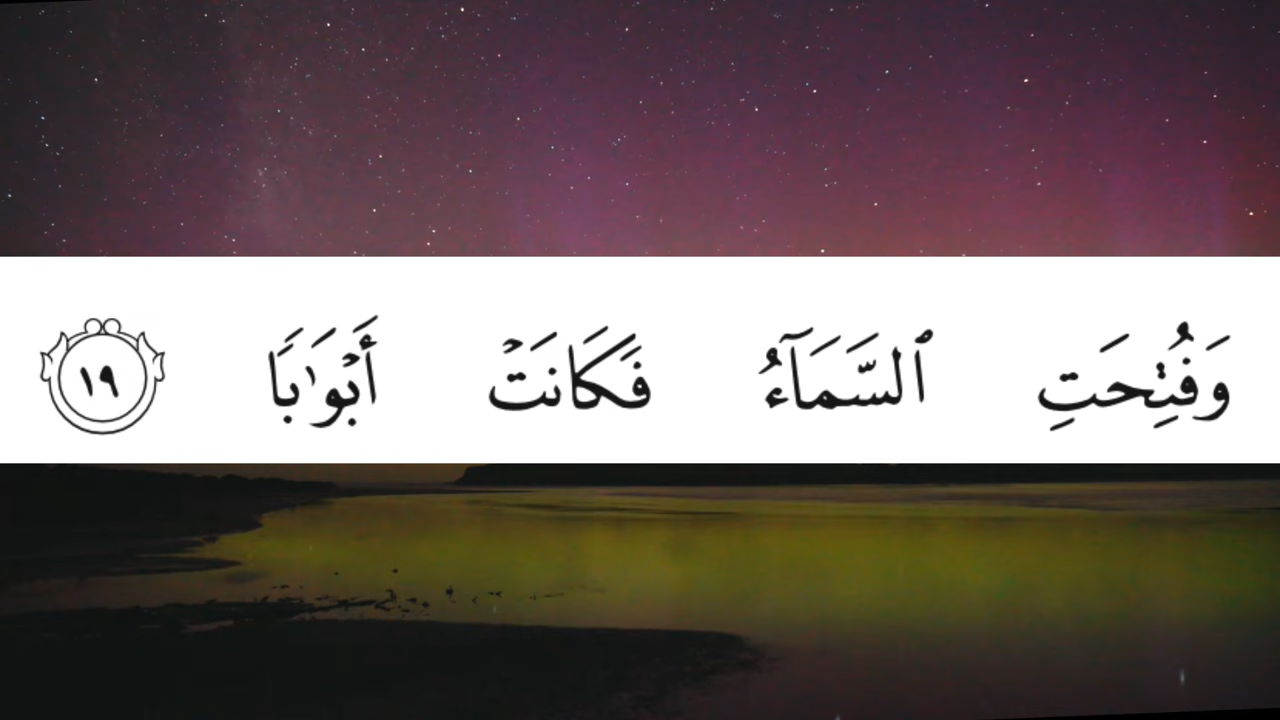 وَفُتِحَتِ ٱلسَّمَآءُ فَكَانَتۡ أَبۡوَٰبٗا ١٩